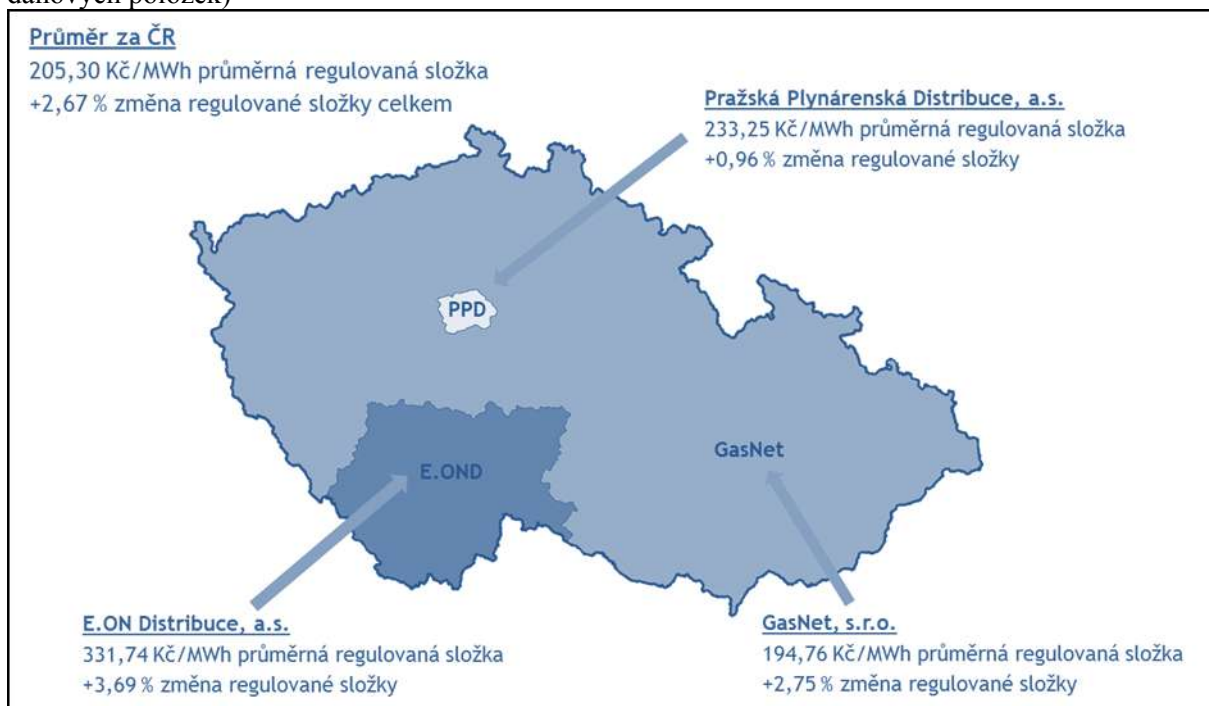 daňových položek)
Průměr za ČR
205,30 Kč/MWh průměrná regulovaná složka
+2,67 % změna regulované složky celkem
Pražská Plynárenská Distribuce, a.s.
233,25 Kč/MWh průměrná regulovaná složka
+0,96 % změna regulované složky
PPD
GasNet
E.OND
E.ON Distribuce, a.s.
331,74 Kč/MWh průměrná regulovaná složka
+3,69 % změna regulované složky
GasNet, s.r.o.
194,76 Kč/MWh průměrná regulovaná složka
+2,75 % změna regulované složky